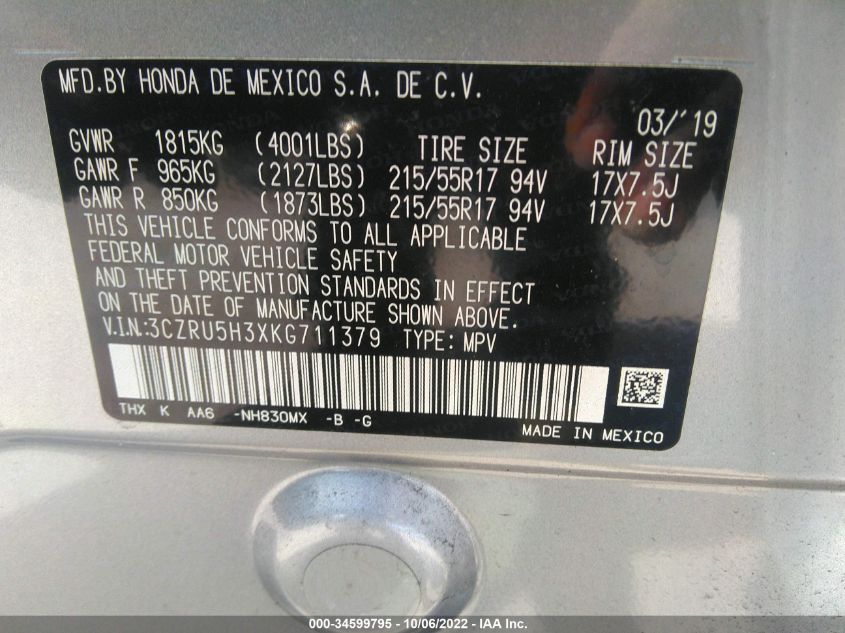 MFD.BY HONDA DE MEXICO S.A. DE C.V.
03/'19
GVWR 1815KG (4001LBS) TIRE SIZE RIM SIZE
GAWR F 965KG (2127LBS) 215/55R17 94V 17X7.5J
GAWR R 850KG (1873LBS) 215/55R17 94V 17X7.5J
THIS VEHICLE CONFORMS TO ALL APPLICABLE
FEDERAL MOTOR VEHICLE SAFETY
AND THEFT PREVENTION STANDARDS IN EFFECT
ON THE DATE OF MANUFACTURE SHOWN ABOVE.
V.I.N.:3CZRU5H3XKG711379 TYPE: MPV
THX K AA6 -NH830MX -B -G
MADE IN MEXICO
000-34599795 - 10/06/2022 - IAA Inc.